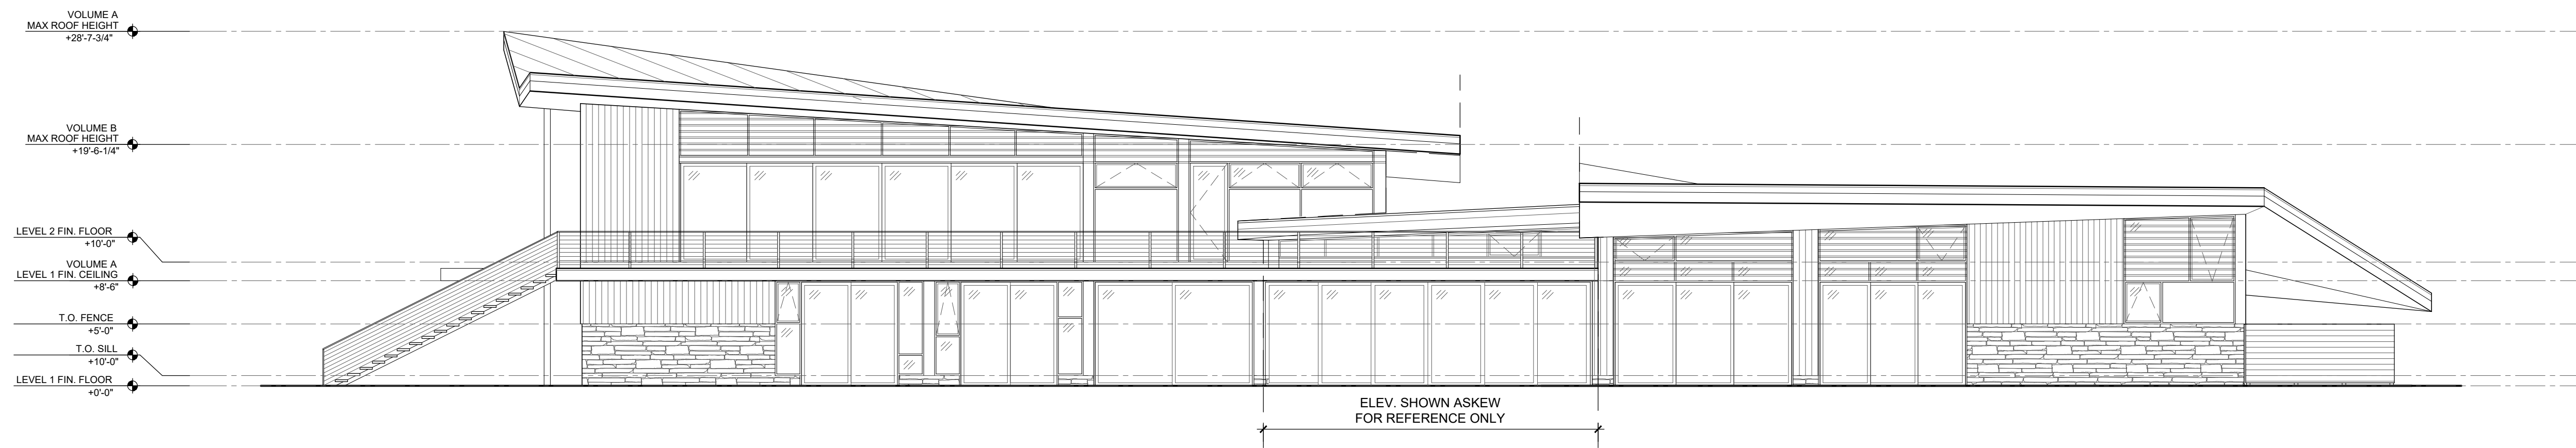 VOLUME A
MAX ROOF HEIGHT
+28'-7-3/4"
VOLUME B
MAX ROOF HEIGHT
+19'-6-1/4"
LEVEL 2 FIN. FLOOR
+10'-0"
VOLUME A
LEVEL 1 FIN. CEILING
+8'-6"
T.O. FENCE
+5'-0"
T.O. SILL
+10'-0"
LEVEL 1 FIN. FLOOR
+0'-0"
ELEV. SHOWN ASKEW
FOR REFERENCE ONLY